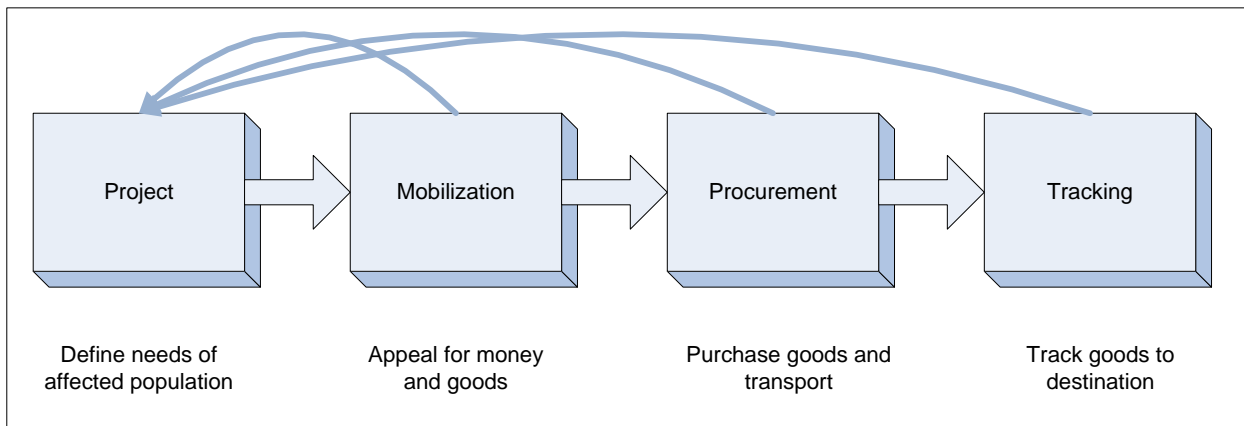 Project
Mobilization
Procurement
Tracking
Define needs of
affected population
Appeal for money
and goods
Purchase goods and
transport
Track goods to
destination